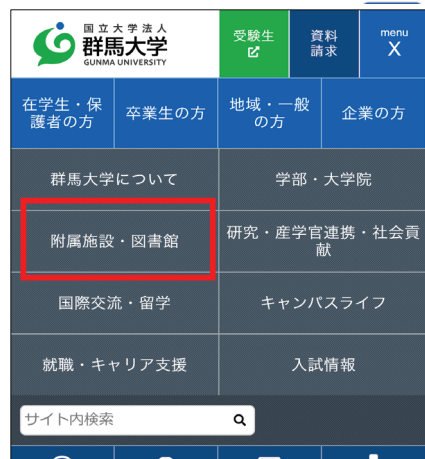 国立大学法人
群馬大学
GUNMA UNIVERSITY
受験生
資料
請求
menu
X
在学生・保
護者の方
卒業生の方
地域・一般
の方
企業の方
群馬大学について
学部・大学院
附属施設・図書館
研究・産学官連携・社会貢
献
国際交流・留学
キャンパスライフ
就職・キャリア支援
入試情報
サイト内検索